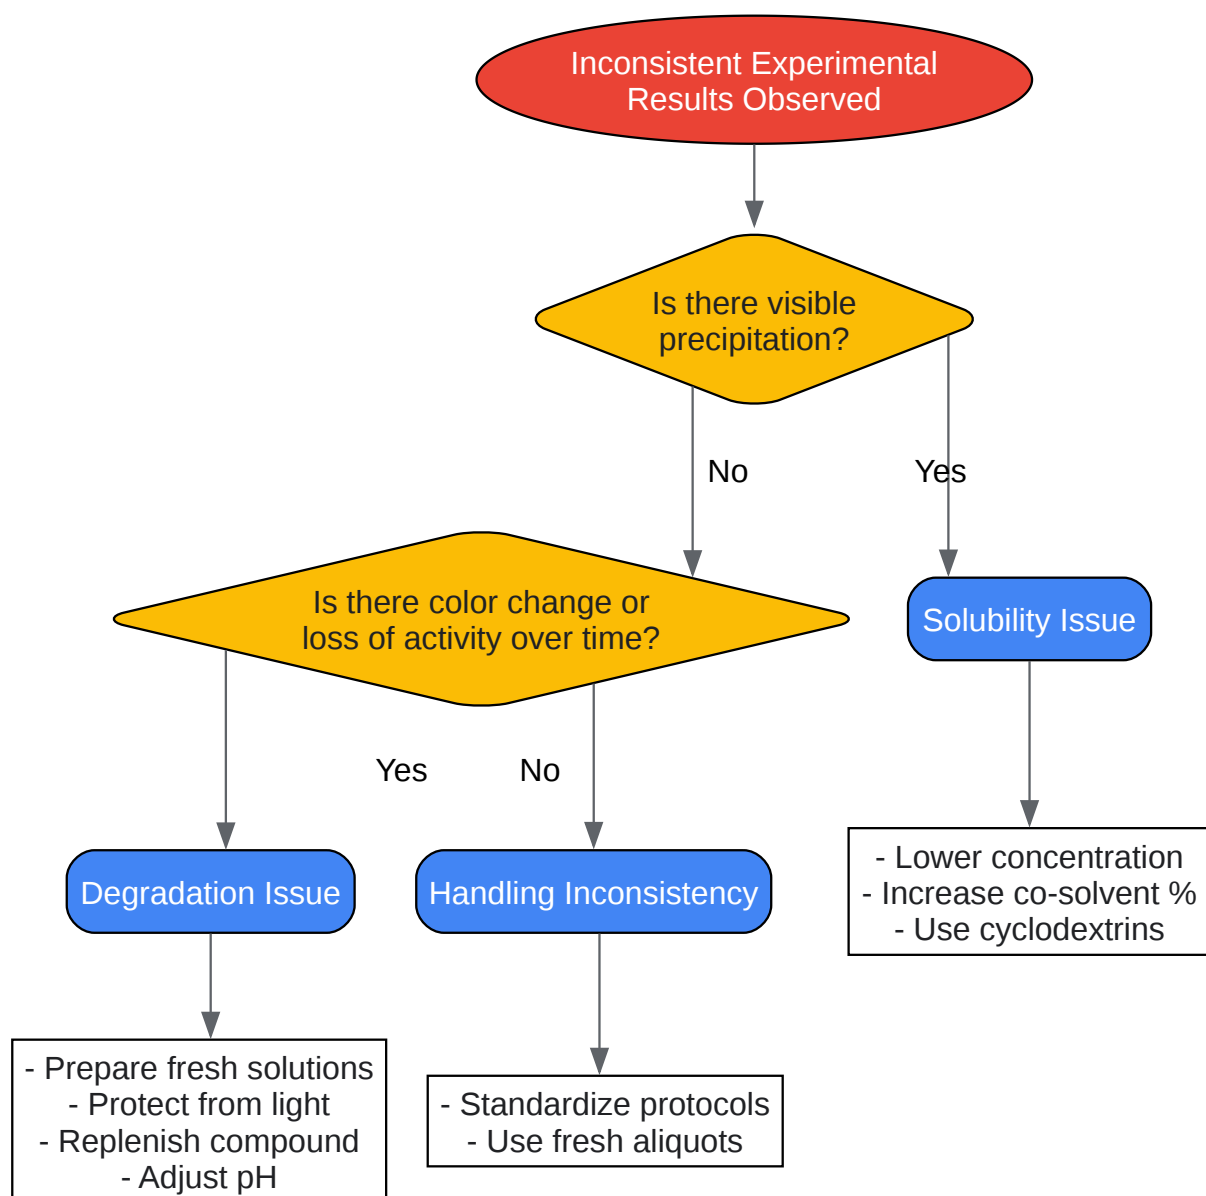 Inconsistent Experimental
Results Observed
Is there visible
precipitation?
No
Yes
Is there color change or
loss of activity over time?
Solubility Issue
Yes
No
- Lower concentration
- Increase co-solvent %
- Use cyclodextrins
Degradation Issue
Handling Inconsistency
- Prepare fresh solutions
- Protect from light
- Replenish compound
- Adjust pH
- Standardize protocols
- Use fresh aliquots